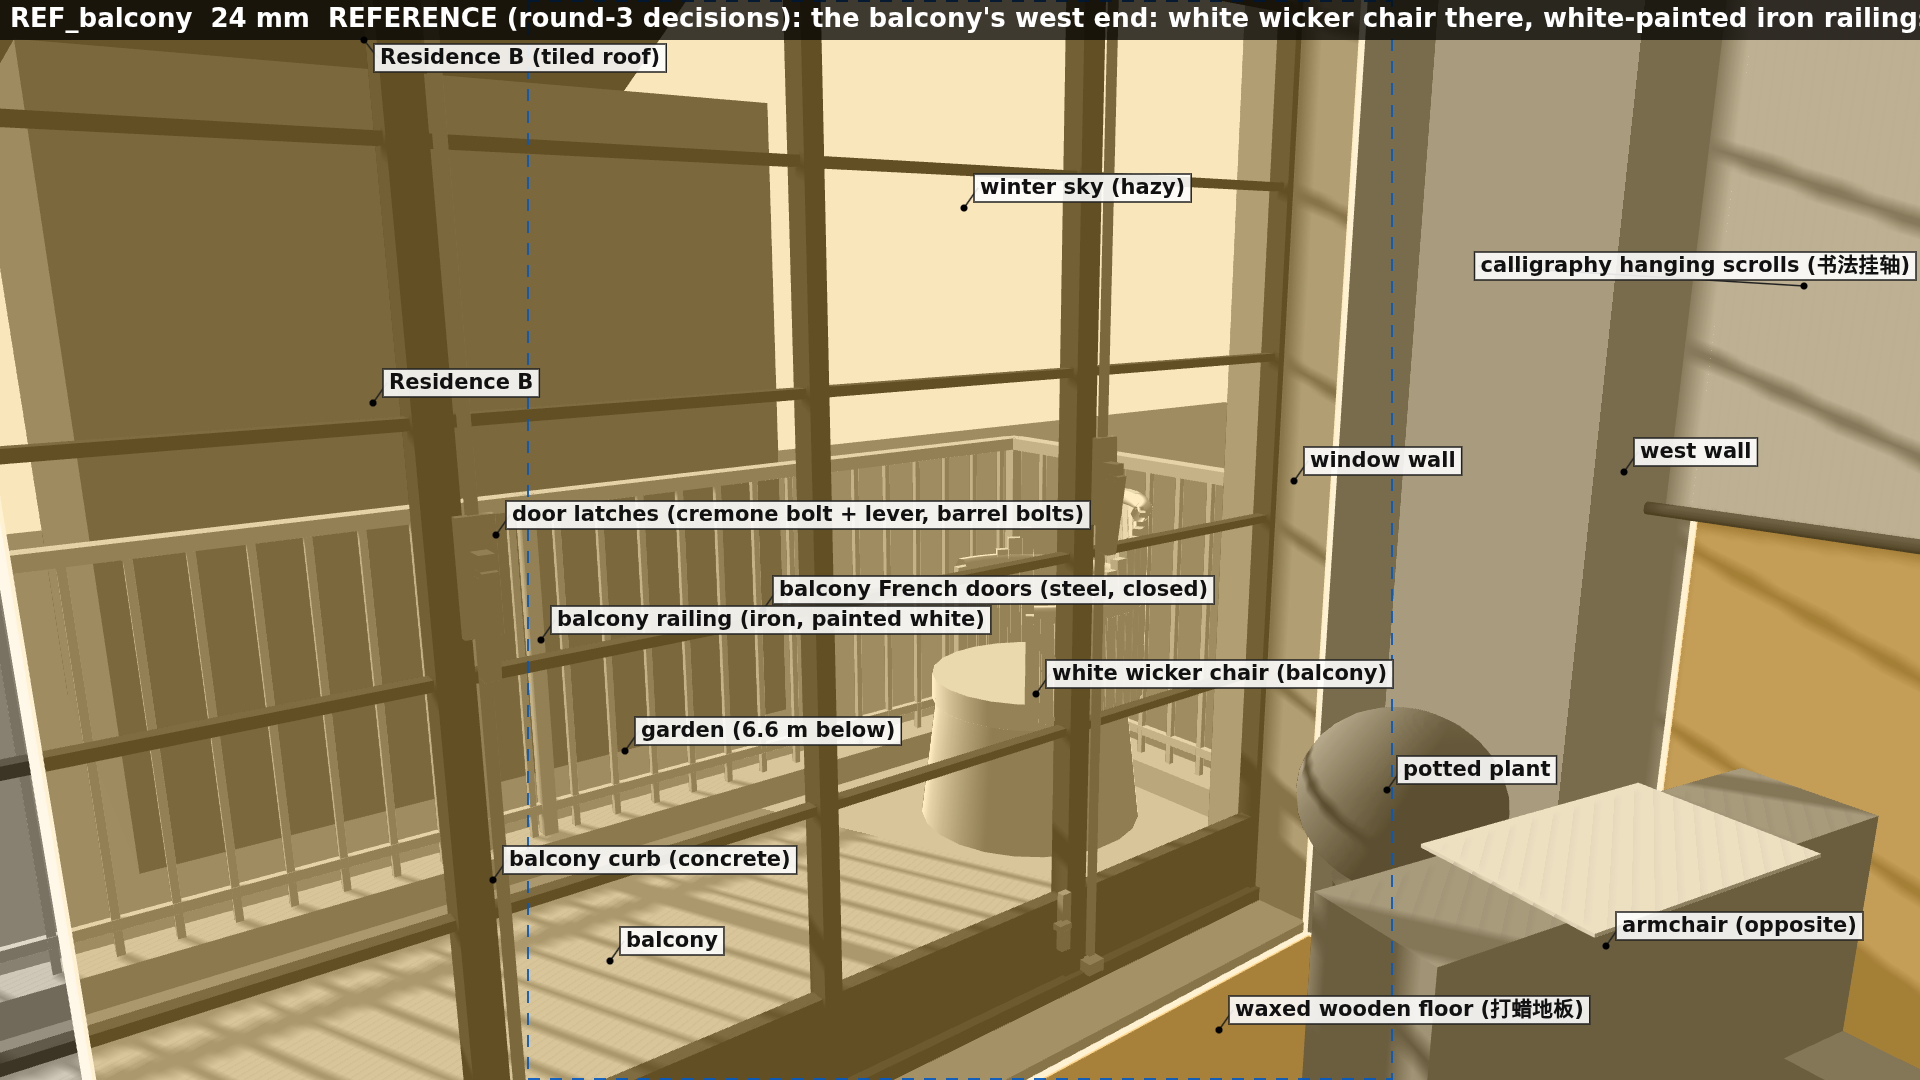 REF_balcony 24 mm REFERENCE (round-3 decisions): the balcony's west end: white wicker chair there, white-painted iron railings
Residence B (tiled roof)
winter sky (hazy)
calligraphy hanging scrolls (书法挂轴)
Residence B
west wall
window wall
door latches (cremone bolt + lever, barrel bolts)
balcony French doors (steel, closed)
balcony railing (iron, painted white)
white wicker chair (balcony)
garden (6.6 m below)
potted plant
balcony curb (concrete)
armchair (opposite)
balcony
waxed wooden floor (打蜡地板)